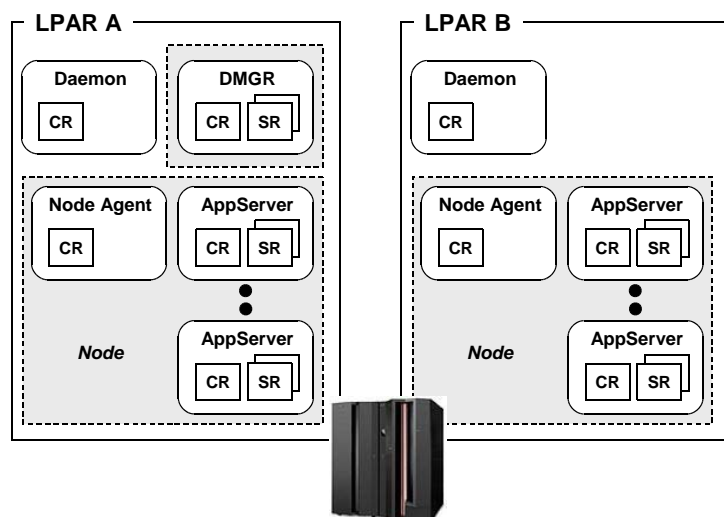 LPAR A
Daemon
CR
DMGR
CR SR
Node Agent
CR
AppServer
CR SR
Node
AppServer
CR SR
LPAR B
Daemon
CR
Node Agent
CR
AppServer
CR SR
Node
AppServer
CR SR